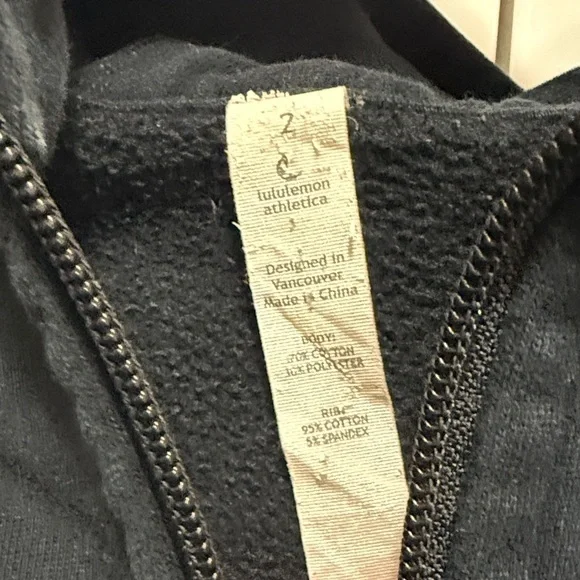 2
lululemon
athletica
Designed in
Vancouver
Made in China
BODY:
70% COTTON
30% POLYESTER
RIB:
95% COTTON
5% SPANDEX